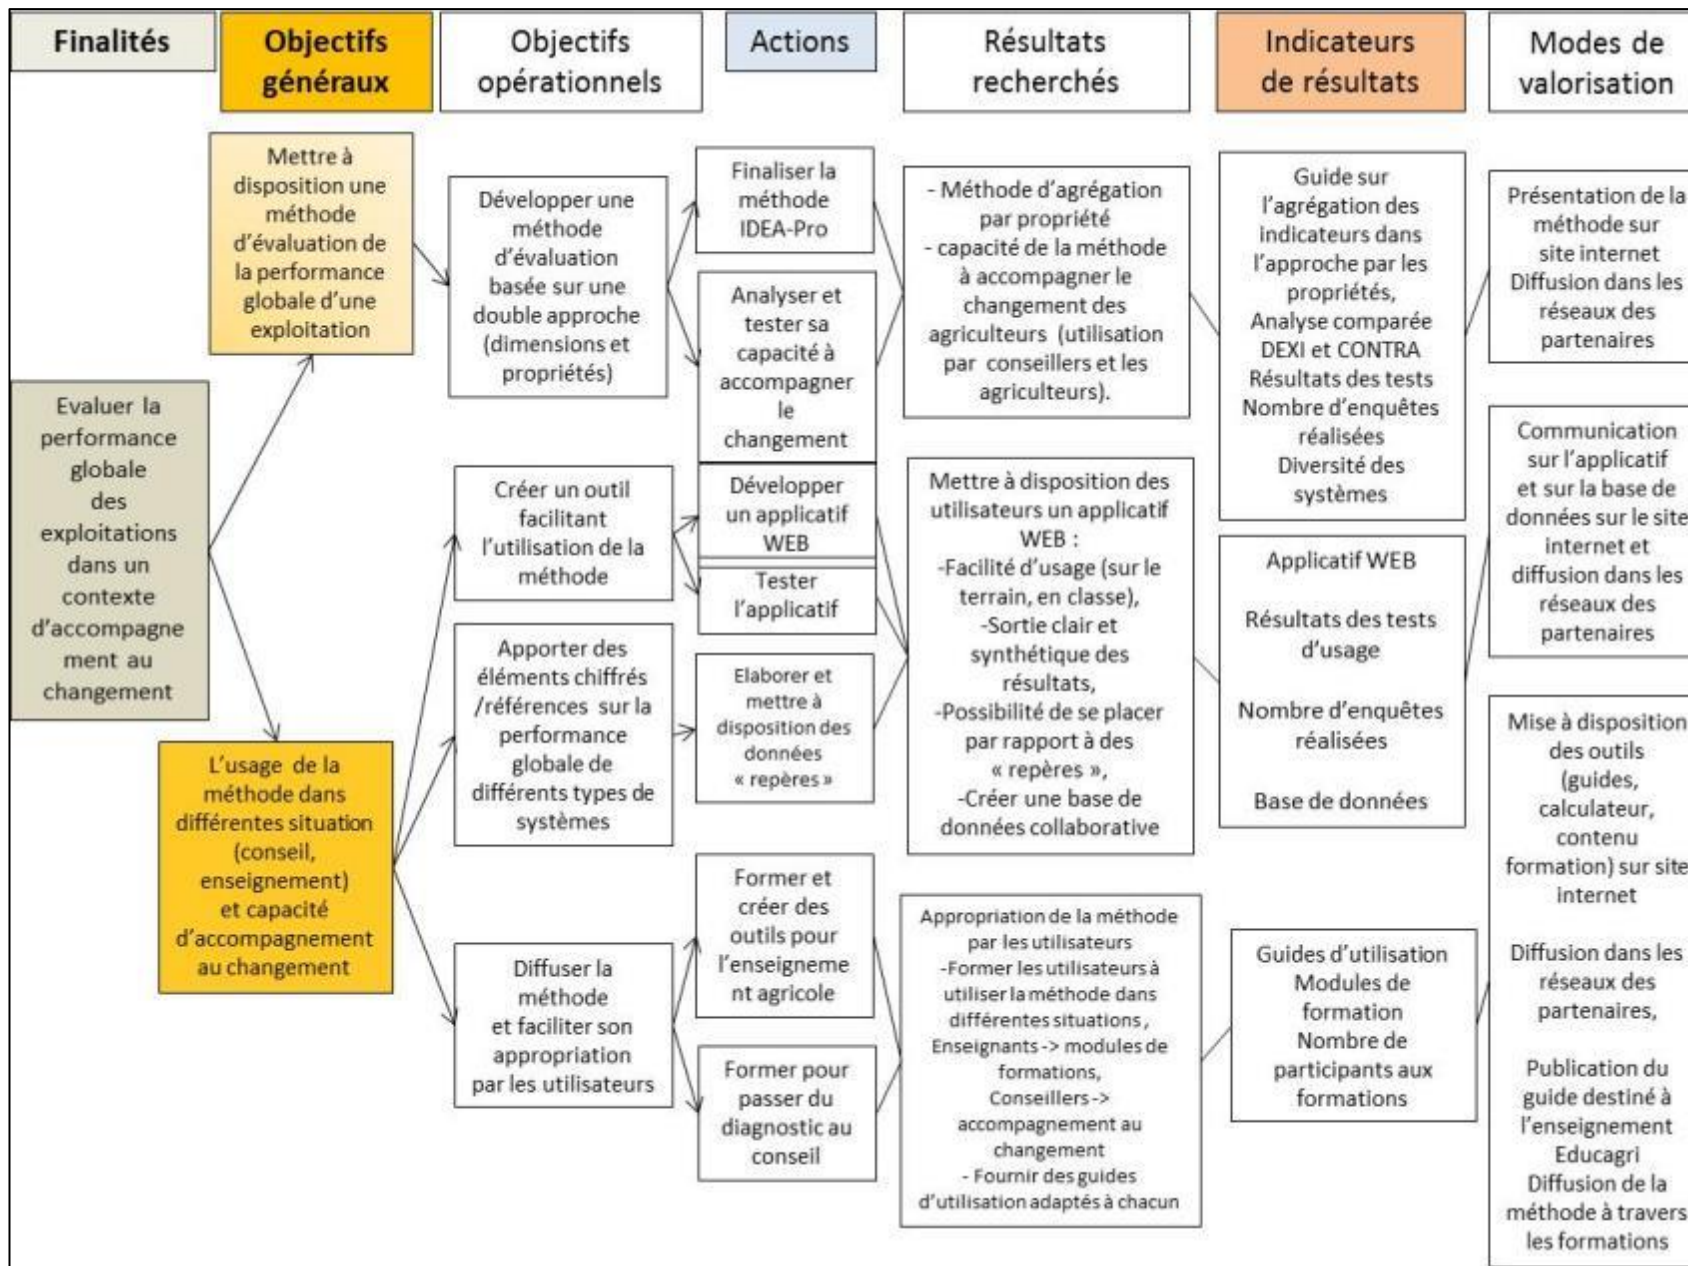 Finalités
Objectifs
généraux
Objectifs
opérationnels
Actions
Résultats
recherchés
Indicateurs
de résultats
Modes de
valorisation
Evaluer la
performance
globale
des
exploitations
dans un
contexte
d'accompagne
ment au
changement
Mettre à
disposition une
méthode
d'évaluation de
la performance
globale d'une
exploitation
L'usage de la
méthode dans
différentes situation
(conseil,
enseignement)
et capacité
d'accompagnement
au changement
Développer une
méthode
d'évaluation
basée sur une
double approche
(dimensions et
propriétés)
Créer un outil
facilitant
l'utilisation de la
méthode
Apporter des
éléments chiffrés
/références sur la
performance
globale de
différents types de
systèmes
Diffuser la
méthode
et faciliter son
appropriation
par les utilisateurs
Finaliser la
méthode
IDEA-Pro
Analyser et
tester sa
capacité à
accompagner
le
changement
Développer
un applicatif
WEB
Tester
l'applicatif
Elaborer et
mettre à
disposition des
données
« repères »
Former et
créer des
outils pour
l'enseigneme
nt agricole
Former pour
passer du
diagnostic au
conseil
- Méthode d'agrégation
par propriété
- capacité de la méthode
à accompagner le
changement des
agriculteurs (utilisation
par conseillers et les
agriculteurs).
Mettre à disposition des
utilisateurs un applicatif
WEB :
-Facilité d'usage (sur le
terrain, en classe),
-Sortie clair et
synthétique des
résultats,
-Possibilité de se placer
par rapport à des
« repères »,
-Créer une base de
données collaborative
Appropriation de la méthode
par les utilisateurs
-Former les utilisateurs à
utiliser la méthode dans
différentes situations ,
Enseignants -> modules de
formations,
Conseillers ->
accompagnement au
changement
- Fournir des guides
d'utilisation adaptés à chacun
Guide sur
l'agrégation des
indicateurs dans
l'approche par les
propriétés,
Analyse comparée
DEXI et CONTRA
Résultats des tests
Nombre d'enquêtes
réalisées
Diversité des
systèmes
Applicatif WEB
Résultats des tests
d'usage
Nombre d'enquêtes
réalisées
Base de données
Guides d'utilisation
Modules de
formation
Nombre de
participants aux
formations
Présentation de la
méthode sur
site internet
Diffusion dans les
réseaux des
partenaires
Communication
sur l'applicatif
et sur la base de
données sur le site
internet et
diffusion dans les
réseaux des
partenaires
Mise à disposition
des outils
(guides,
calculateur,
contenu
formation) sur site
internet
Diffusion dans les
réseaux des
partenaires,
Publication du
guide destiné à
l'enseignement
Educagri
Diffusion de la
méthode à travers
les formations